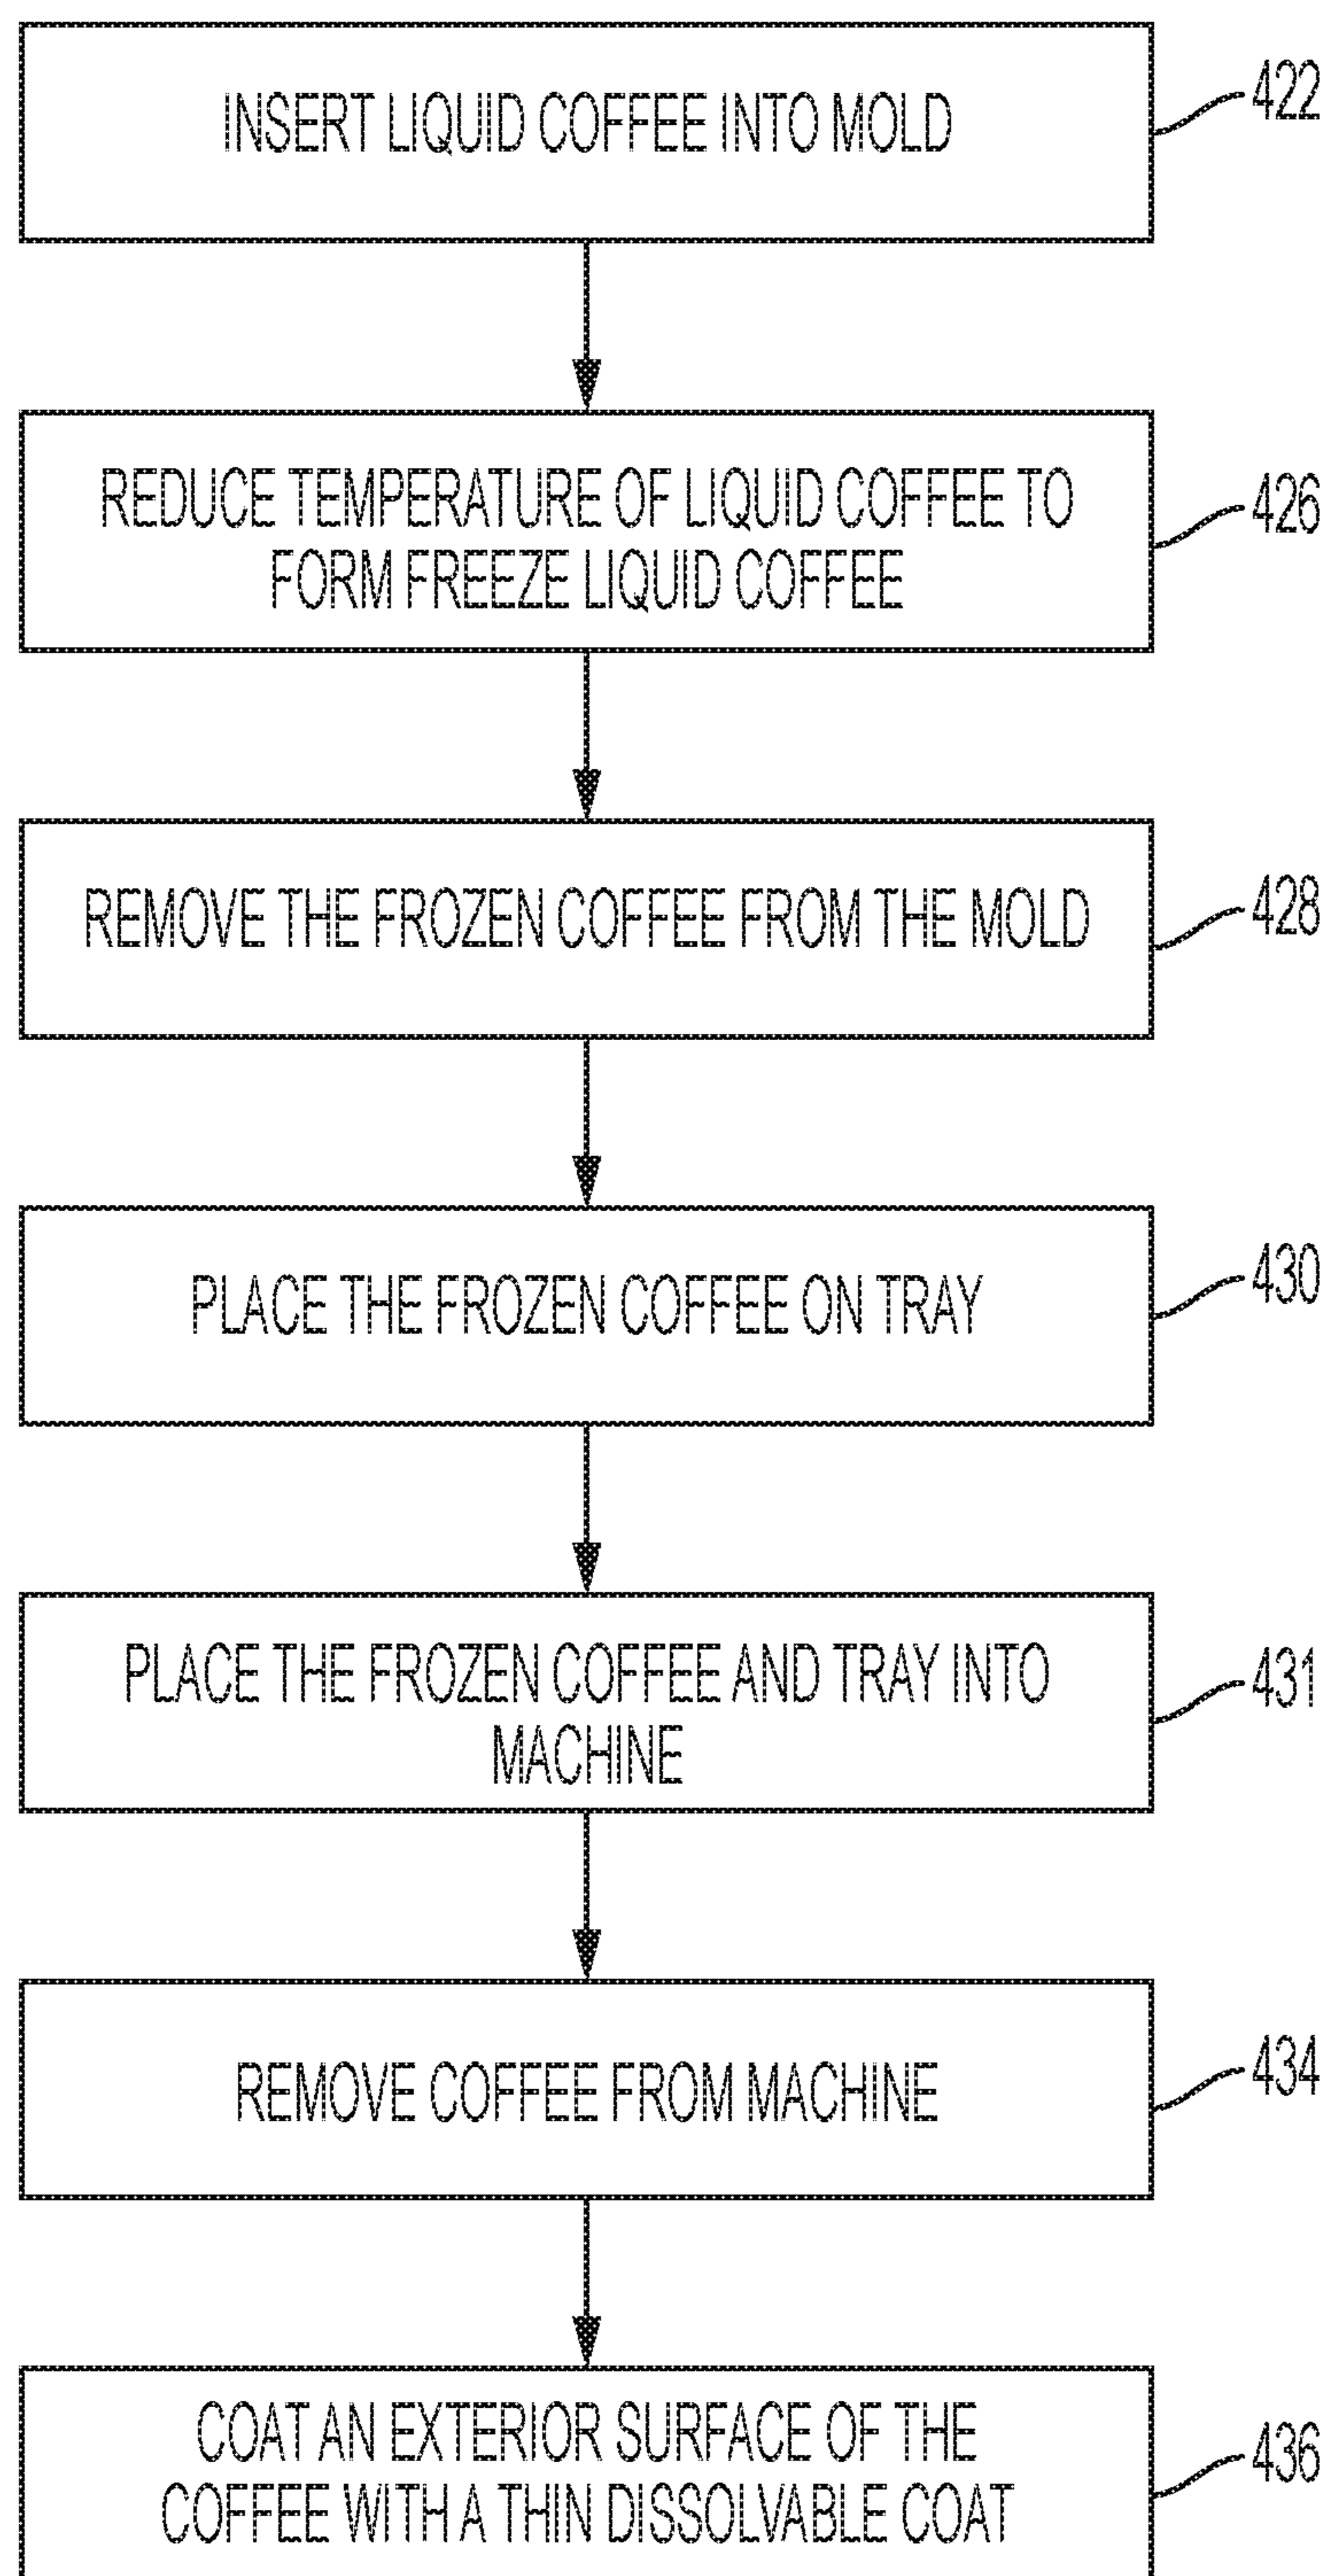 INSERT LIQUID COFFEE INTO MOLD
422
REDUCE TEMPERATURE OF LIQUID COFFEE TO
FORM FREEZE LIQUID COFFEE
426
REMOVE THE FROZEN COFFEE FROM THE MOLD
428
PLACE THE FROZEN COFFEE ON TRAY
430
PLACE THE FROZEN COFFEE AND TRAY INTO
MACHINE
431
REMOVE COFFEE FROM MACHINE
434
COAT AN EXTERIOR SURFACE OF THE
COFFEE WITH A THIN DISSOLVABLE COAT
436